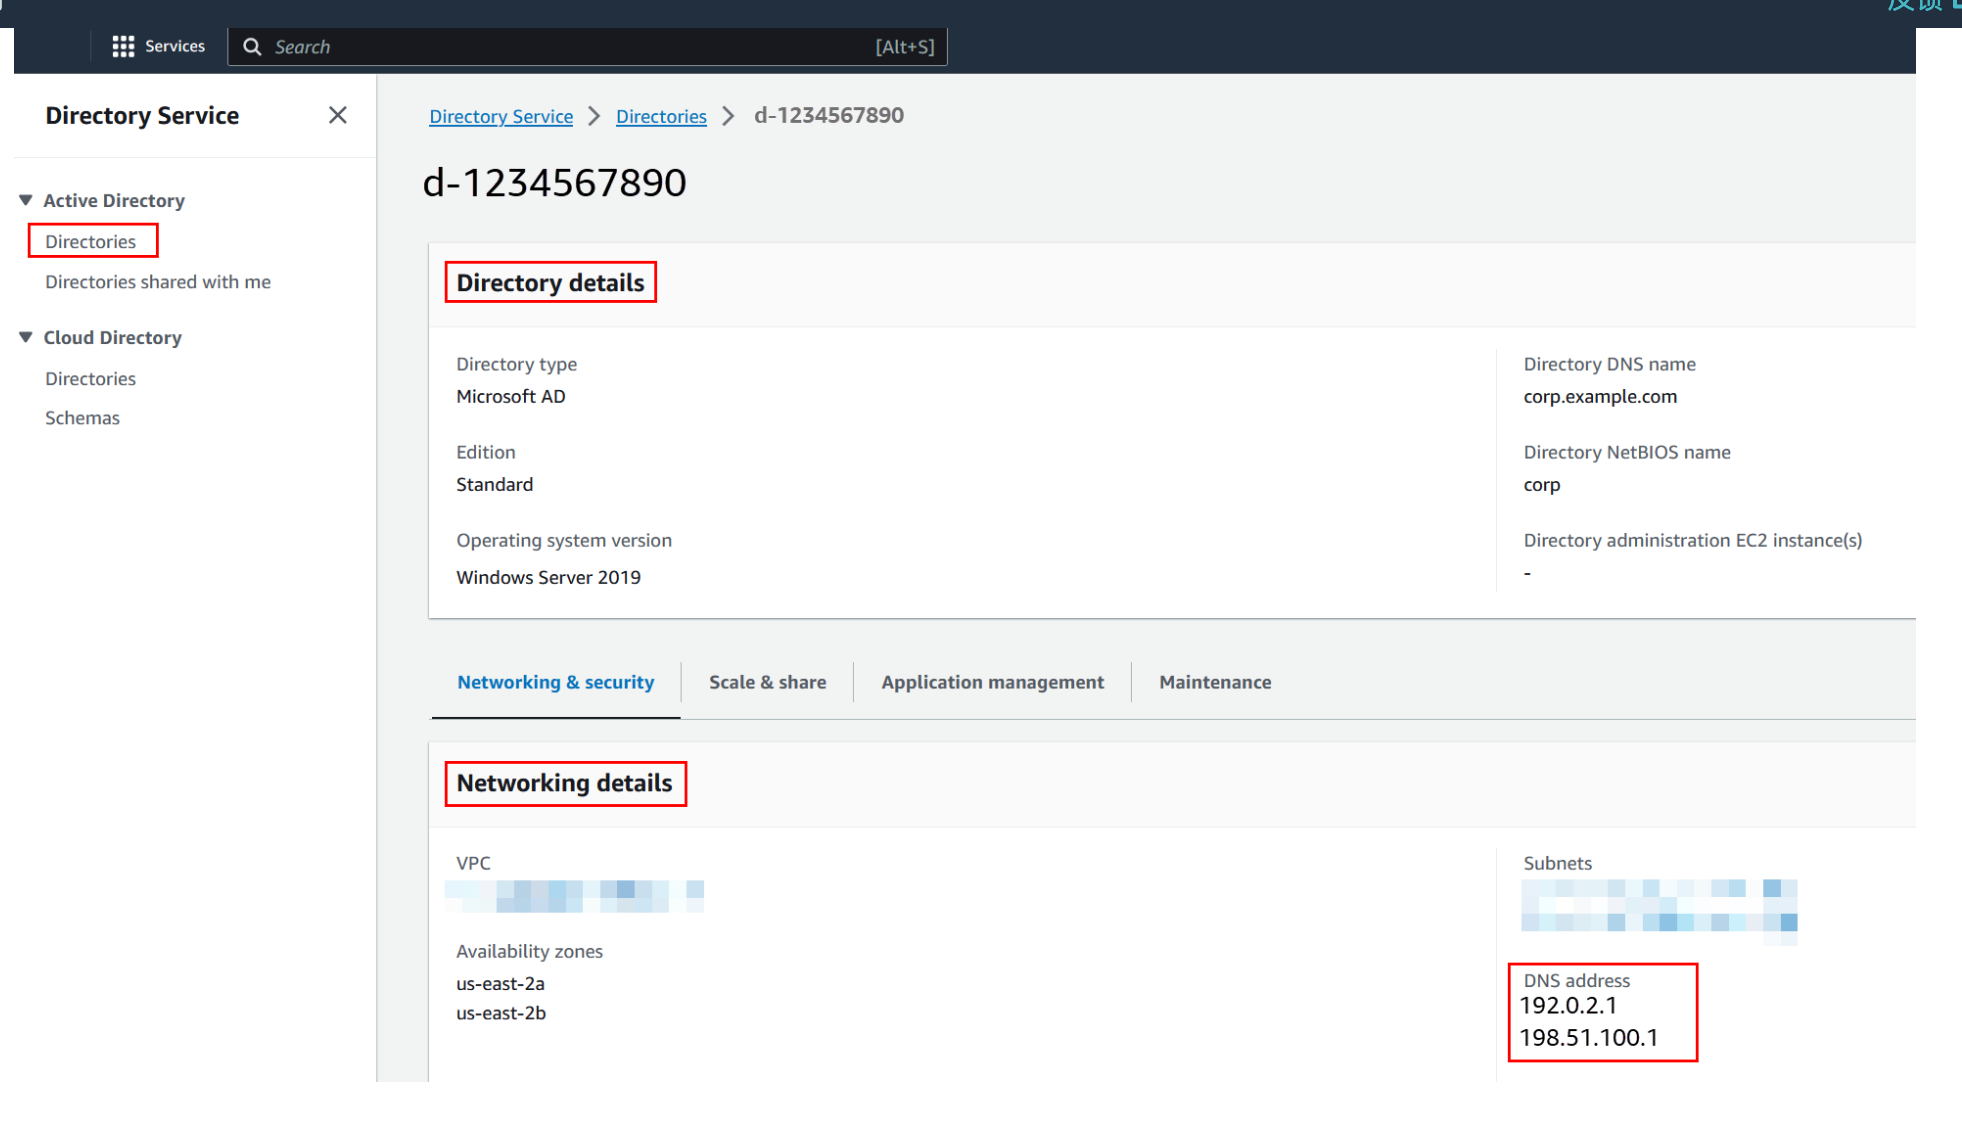 Services
Search
[Alt+S]
Directory Service
Directory Service
Directories
d-1234567890
d-1234567890
Active Directory
Directories
Directories shared with me
Cloud Directory
Directories
Schemas
Directory details
Directory type
Microsoft AD
Edition
Standard
Operating system version
Windows Server 2019
Directory DNS name
corp.example.com
Directory NetBIOS name
corp
Directory administration EC2 instance(s)
-
Networking & security
Scale & share
Application management
Maintenance
Networking details
VPC
Availability zones
us-east-2a
us-east-2b
Subnets
DNS address
192.0.2.1
198.51.100.1